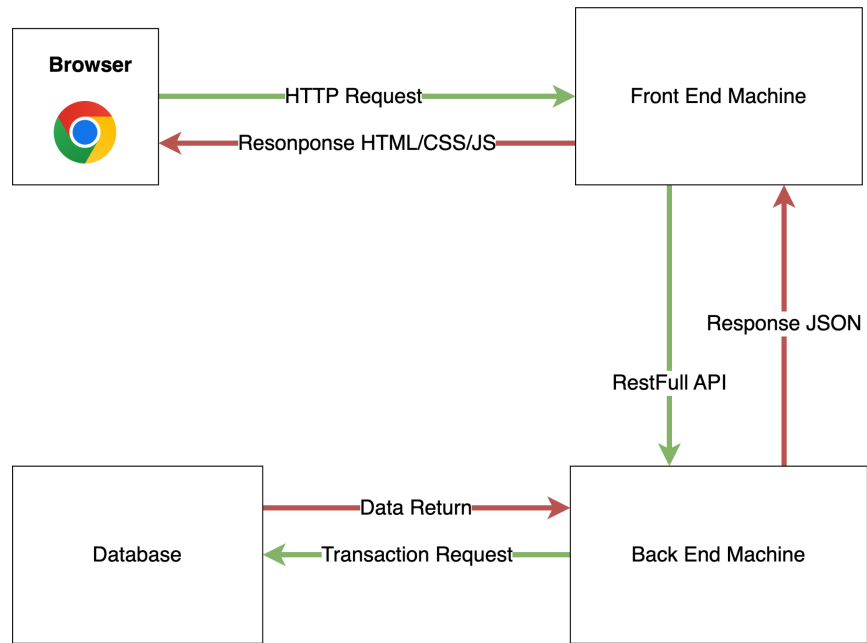 Browser
HTTP Request
Front End Machine
Resonponse HTML/CSS/JS
Response JSON
RestFull API
Data Return
Database
Transaction Request
Back End Machine